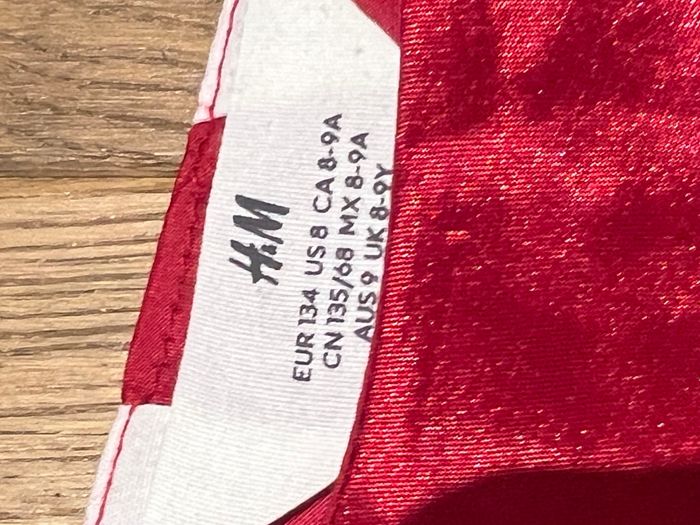 H&M
EUR 134 US 8 CA 8-9A
CN 135/68 MX 8-9A
AUS 9 UK 8-9Y